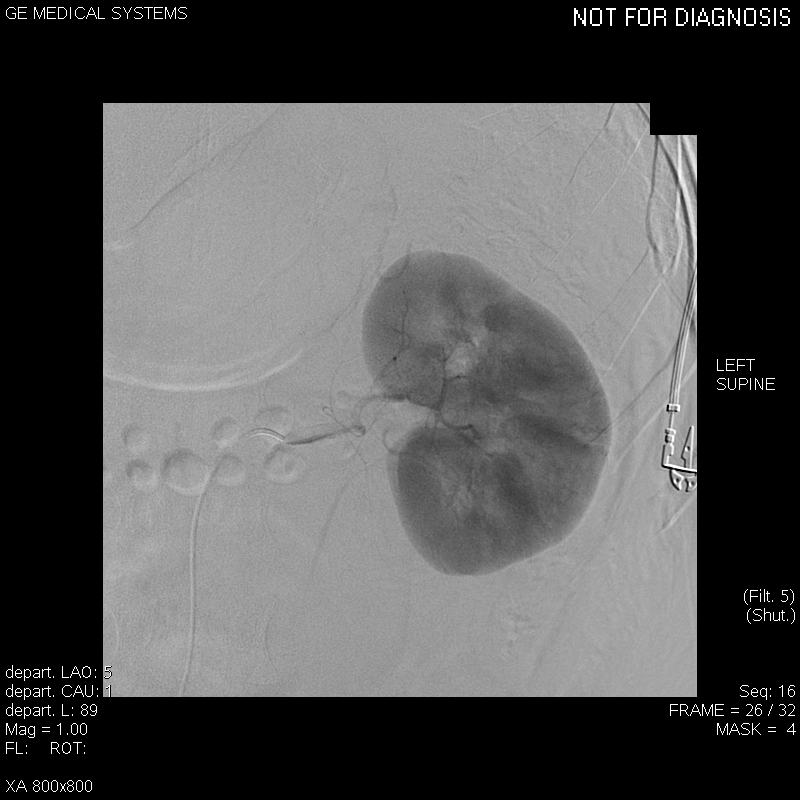 GE MEDICAL SYSTEMS
NOT FOR DIAGNOSIS
LEFT
SUPINE
(Filt. 5)
(Shut.)
depart. LAO: 5
depart. CAU: 1
depart. L: 89
Mag = 1.00
FL: ROT:
Seq: 16
FRAME = 26 / 32
MASK = 4
XA 800x800